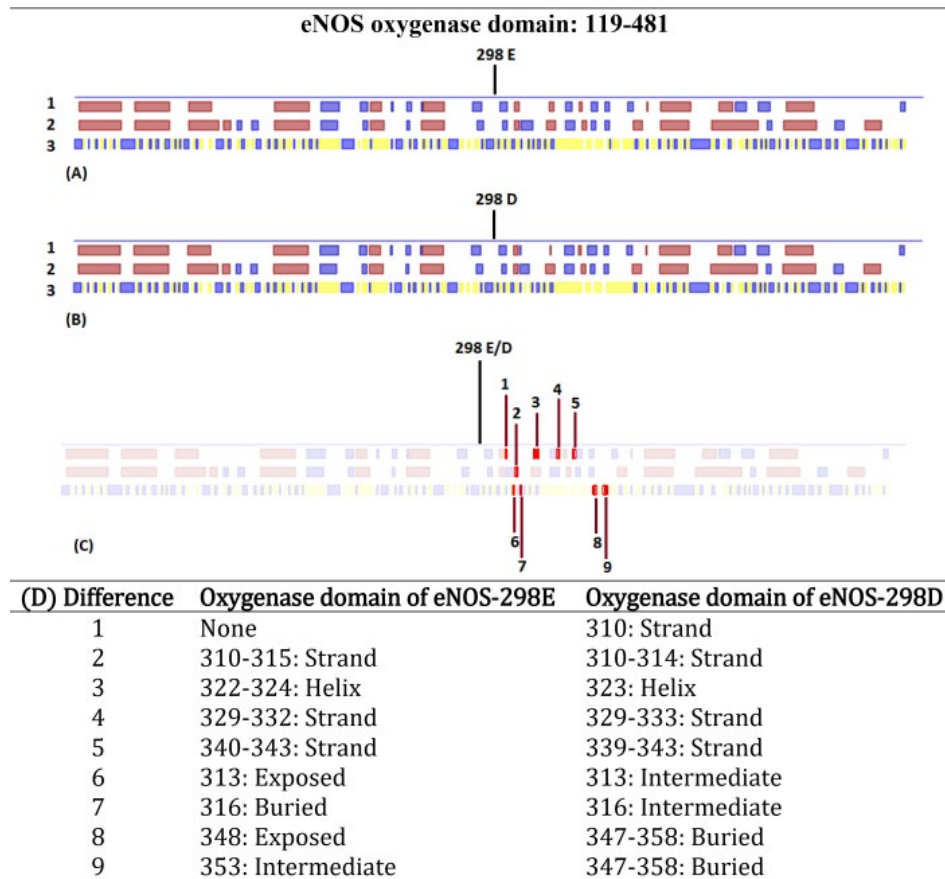 eNOS oxygenase domain: 119-481
298 E
1
2
3
(A)
298 D
1
2
3
(B)
298 E/D
1
2
3
4
5
(C)
6
7
8
9
(D) Difference Oxygenase domain of eNOS-298E Oxygenase domain of eNOS-298D
1 None 310: Strand
2 310-315: Strand 310-314: Strand
3 322-324: Helix 323: Helix
4 329-332: Strand 329-333: Strand
5 340-343: Strand 339-343: Strand
6 313: Exposed 313: Intermediate
7 316: Buried 316: Intermediate
8 348: Exposed 347-358: Buried
9 353: Intermediate 347-358: Buried